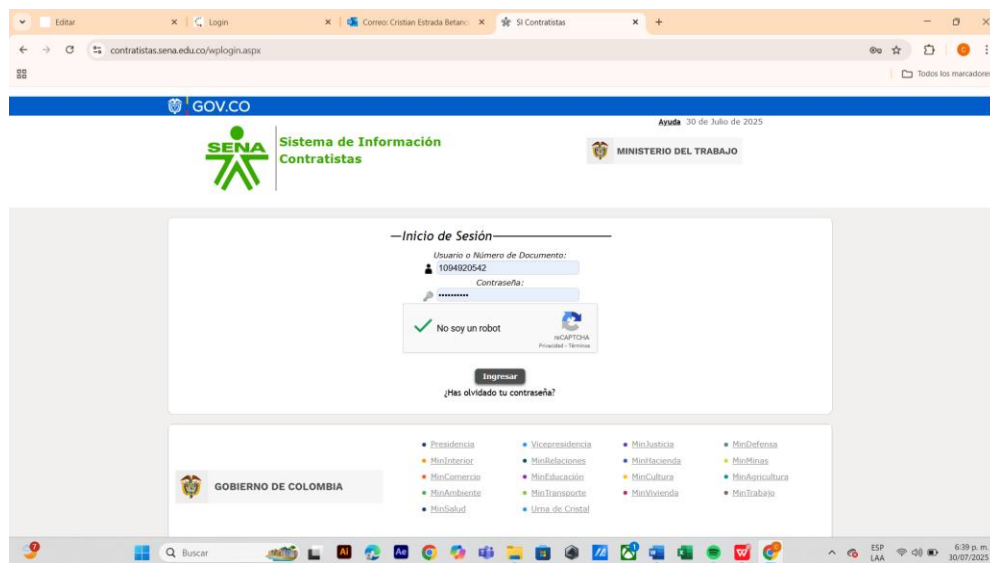 Editar
Login
Correo: Cristian Estrada Betanc
SI Contratistas
contratistas.sena.edu.co/wplogin.aspx
Todos los marcadores
GOV.CO
Ayuda 30 de Julio de 2025
SENA
Sistema de Información
Contratistas
MINISTERIO DEL TRABAJO
Inicio de Sesión
Usuario o Número de Documento:
1094920542
Contraseña:
••••••••••
No soy un robot
reCAPTCHA
Privacidad - Términos
Ingresar
¿Has olvidado tu contraseña?
GOBIERNO DE COLOMBIA
Presidencia
Vicepresidencia
MinJusticia
MinDefensa
MinInterior
MinRelaciones
MinHacienda
MinMinas
MinComercio
MinEducación
MinCultura
MinAgricultura
MinAmbiente
MinTransporte
MinVivienda
MinTrabajo
MinSalud
Urna de Cristal
7
Buscar
Ai
Ae
ESP
LAA
6:39 p. m.
30/07/2025